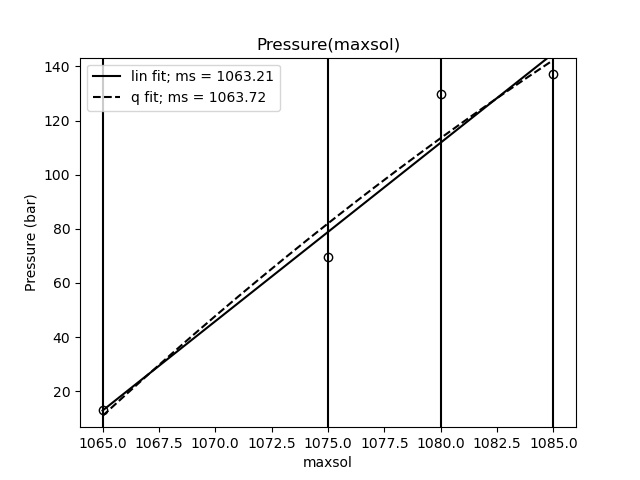 Pressure(maxsol)
lin fit; ms = 1063.21
q fit; ms = 1063.72
140
120
100
80
60
40
20
Pressure (bar)
1065.0 1067.5 1070.0 1072.5 1075.0 1077.5 1080.0 1082.5 1085.0
maxsol